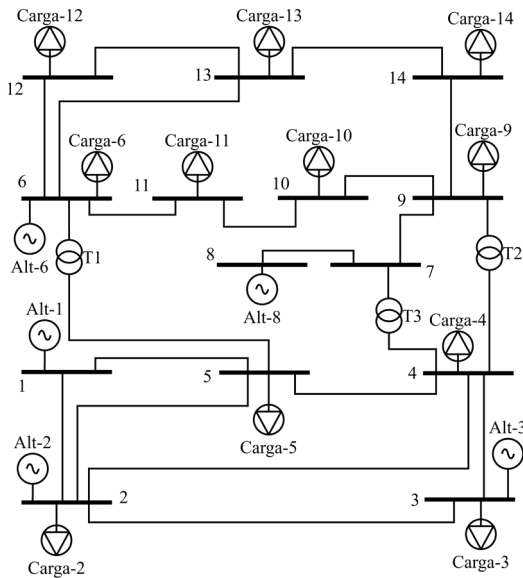 Carga-12
Carga-13
Carga-14
12
13
14
Carga-6
Carga-11
Carga-10
Carga-9
6
11
10
9
Alt-6
T1
8
7
T2
Alt-8
T3
Alt-1
Carga-4
1
5
4
Carga-5
Alt-2
Alt-3
2
3
Carga-2
Carga-3